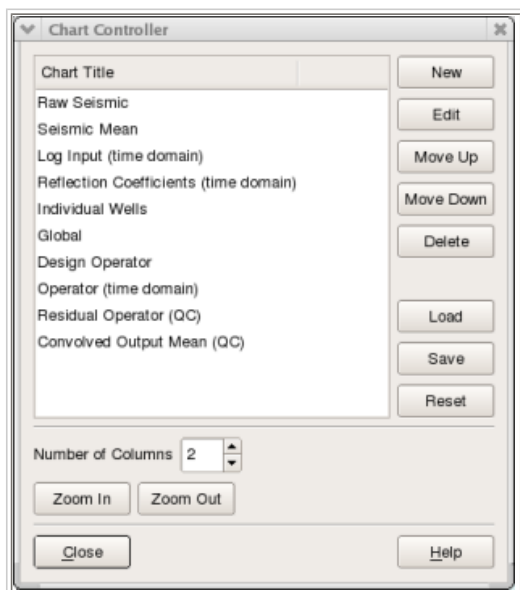 Chart Controller
Chart Title
Raw Seismic
Seismic Mean
Log Input (time domain)
Reflection Coefficients (time domain)
Individual Wells
Global
Design Operator
Operator (time domain)
Residual Operator (QC)
Convolved Output Mean (QC)
New
Edit
Move Up
Move Down
Delete
Load
Save
Reset
Number of Columns 2
Zoom In Zoom Out
Close Help